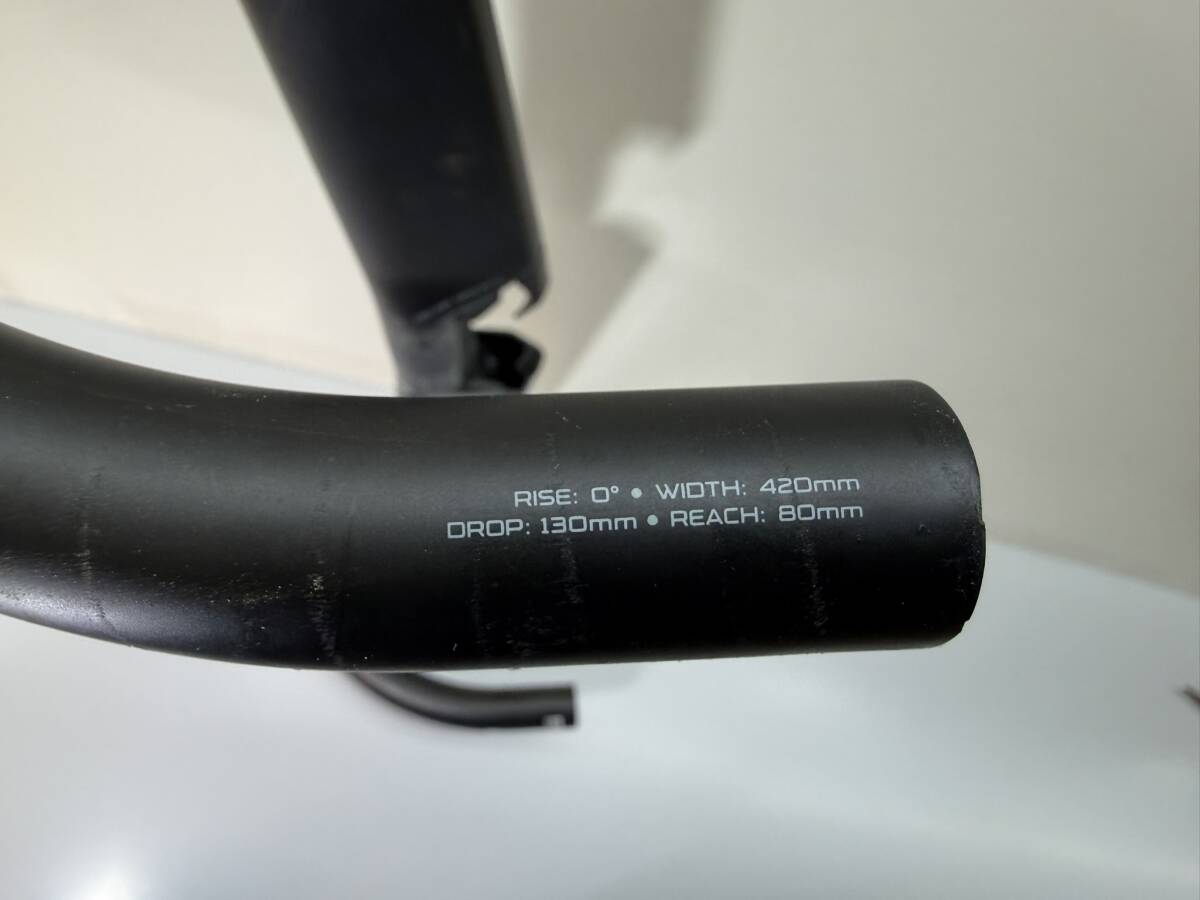 RISE: 0° • WIDTH: 420mm
DROP: 130mm • REACH: 80mm